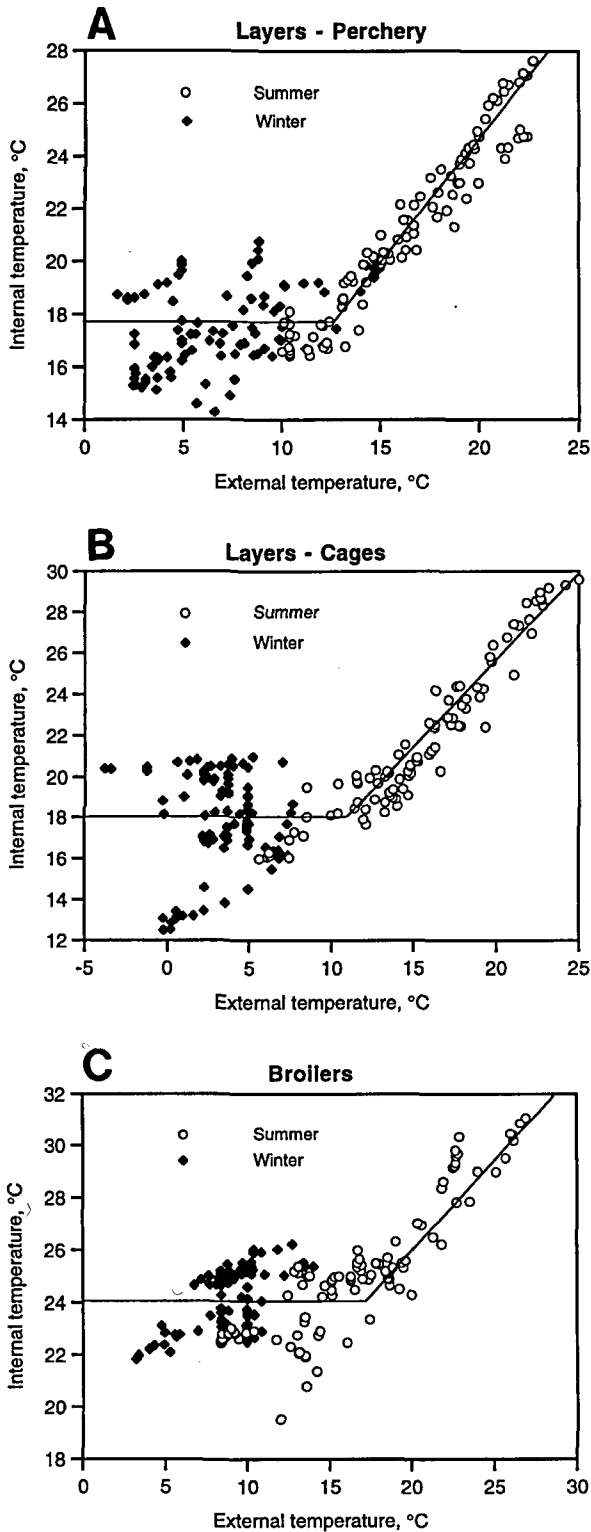 A
Layers - Perchery
28
26
24
22
20
18
16
14
Internal temperature, °C
Summer
Winter
0 5 10 15 20 25
External temperature, °C
B
Layers - Cages
30
28
26
24
22
20
18
16
14
12
Internal temperature, °C
Summer
Winter
-5 0 5 10 15 20 25
External temperature, °C
C
Broilers
32
30
28
26
24
22
20
18
Internal temperature, °C
Summer
Winter
0 5 10 15 20 25 30
External temperature, °C